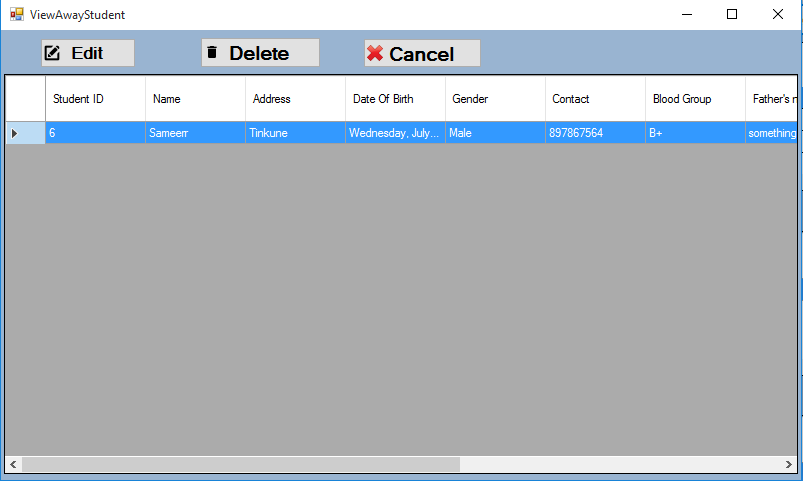 ViewAwayStudent
Edit Delete Cancel
Student ID Name Address Date Of Birth Gender Contact Blood Group Father's n
6 Sameerr Tinkune Wednesday, July... Male 897867564 B+ something